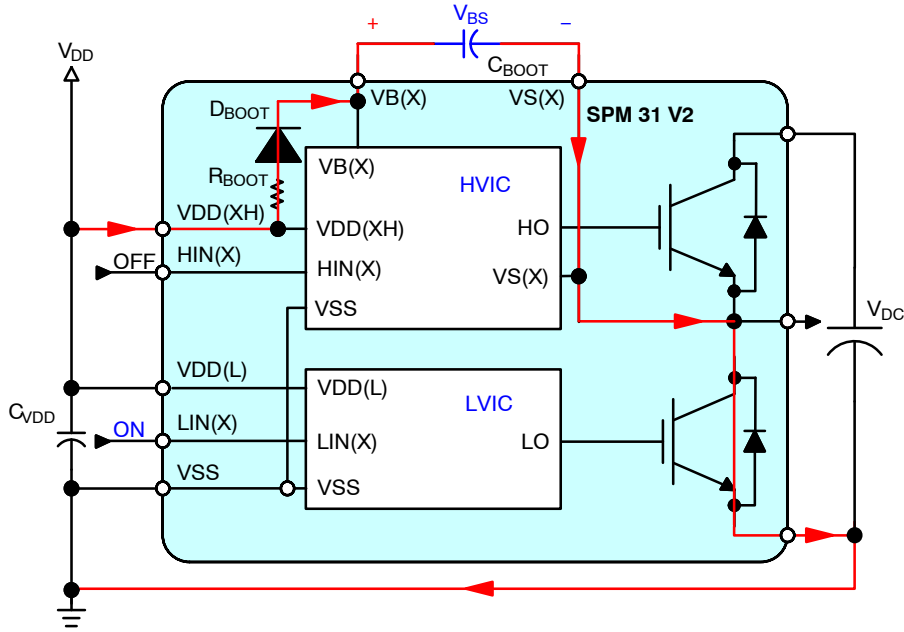 + V_BS −
V_DD
C_BOOT
VB(X)
VS(X)
D_BOOT
SPM 31 V2
R_BOOT
VB(X)
HVIC
VDD(XH)
VDD(XH)
HO
OFF
HIN(X)
HIN(X)
VS(X)
VSS
V_DC
VDD(L)
VDD(L)
LVIC
C_VDD
ON
LIN(X)
LIN(X)
LO
VSS
VSS